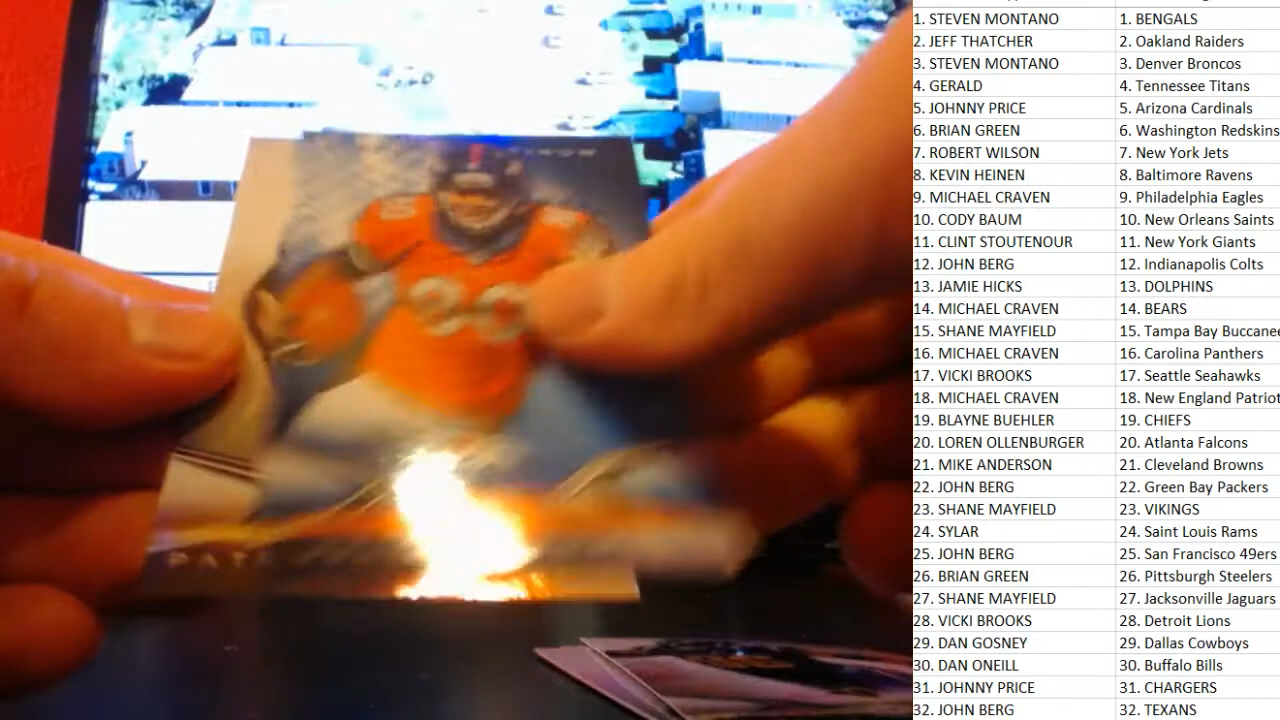 1. STEVEN MONTANO 1. BENGALS
2. JEFF THATCHER 2. Oakland Raiders
3. STEVEN MONTANO 3. Denver Broncos
4. GERALD 4. Tennessee Titans
5. JOHNNY PRICE 5. Arizona Cardinals
6. BRIAN GREEN 6. Washington Redskins
7. ROBERT WILSON 7. New York Jets
8. KEVIN HEINEN 8. Baltimore Ravens
9. MICHAEL CRAVEN 9. Philadelphia Eagles
10. CODY BAUM 10. New Orleans Saints
11. CLINT STOUTENOUR 11. New York Giants
12. JOHN BERG 12. Indianapolis Colts
13. JAMIE HICKS 13. DOLPHINS
14. MICHAEL CRAVEN 14. BEARS
15. SHANE MAYFIELD 15. Tampa Bay Buccanee
16. MICHAEL CRAVEN 16. Carolina Panthers
17. VICKI BROOKS 17. Seattle Seahawks
18. MICHAEL CRAVEN 18. New England Patriot
19. BLAYNE BUEHLER 19. CHIEFS
20. LOREN OLLENBURGER 20. Atlanta Falcons
21. MIKE ANDERSON 21. Cleveland Browns
22. JOHN BERG 22. Green Bay Packers
23. SHANE MAYFIELD 23. VIKINGS
24. SYLAR 24. Saint Louis Rams
25. JOHN BERG 25. San Francisco 49ers
26. BRIAN GREEN 26. Pittsburgh Steelers
27. SHANE MAYFIELD 27. Jacksonville Jaguars
28. VICKI BROOKS 28. Detroit Lions
29. DAN GOSNEY 29. Dallas Cowboys
30. DAN ONEILL 30. Buffalo Bills
31. JOHNNY PRICE 31. CHARGERS
32. JOHN BERG 32. TEXANS